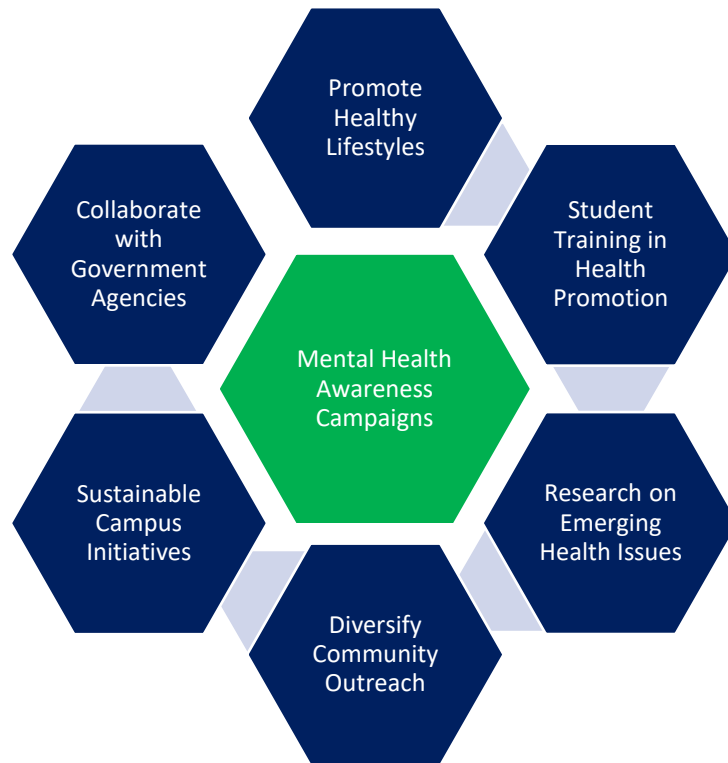 Promote
Healthy
Lifestyles
Student
Training in
Health
Promotion
Research on
Emerging
Health Issues
Diversify
Community
Outreach
Sustainable
Campus
Initiatives
Collaborate
with
Government
Agencies
Mental Health
Awareness
Campaigns